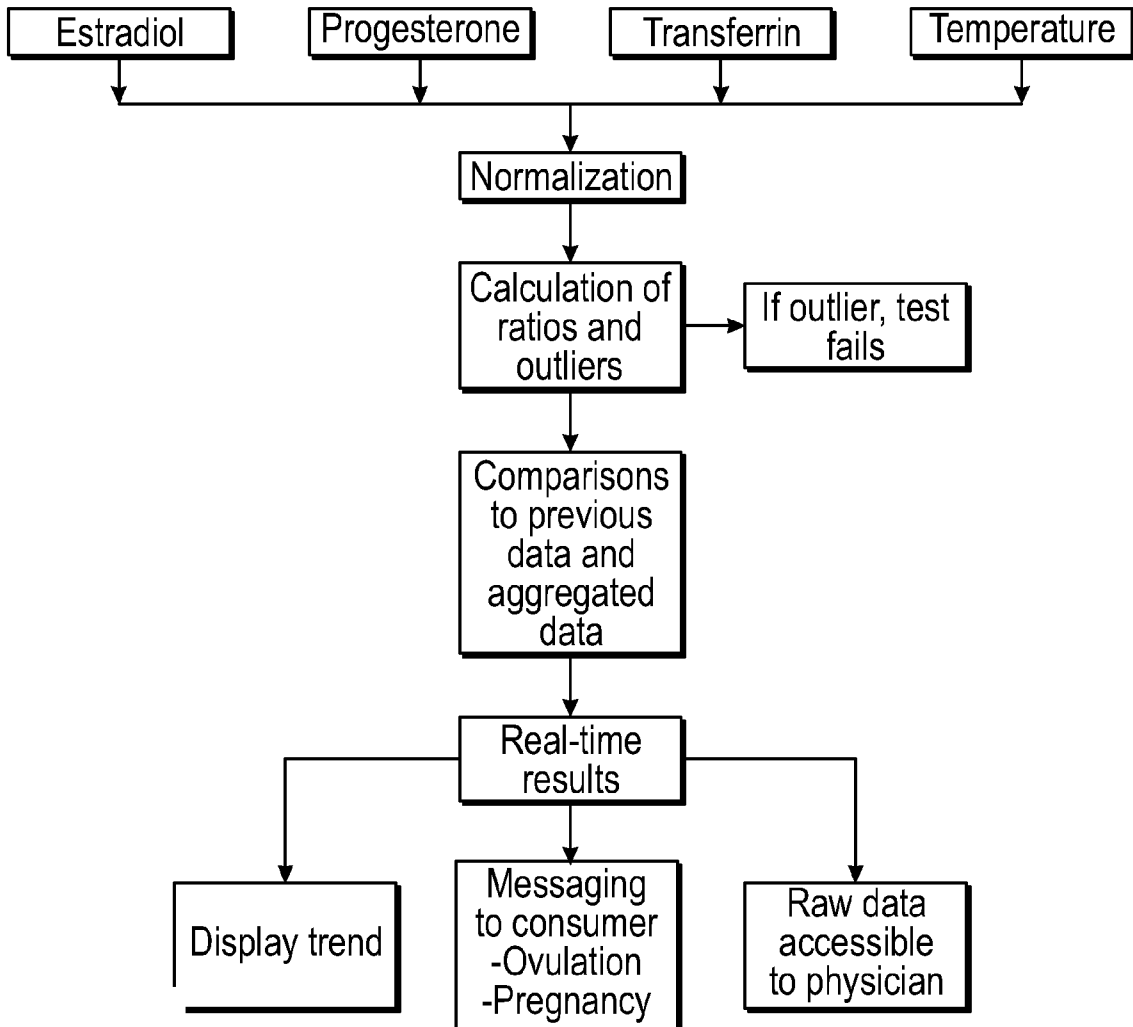 Estradiol
Progesterone
Transferrin
Temperature
Normalization
Calculation of
ratios and
outliers
If outlier, test
fails
Comparisons
to previous
data and
aggregated
data
Real-time
results
Display trend
Messaging
to consumer
-Ovulation
-Pregnancy
Raw data
accessible
to physician